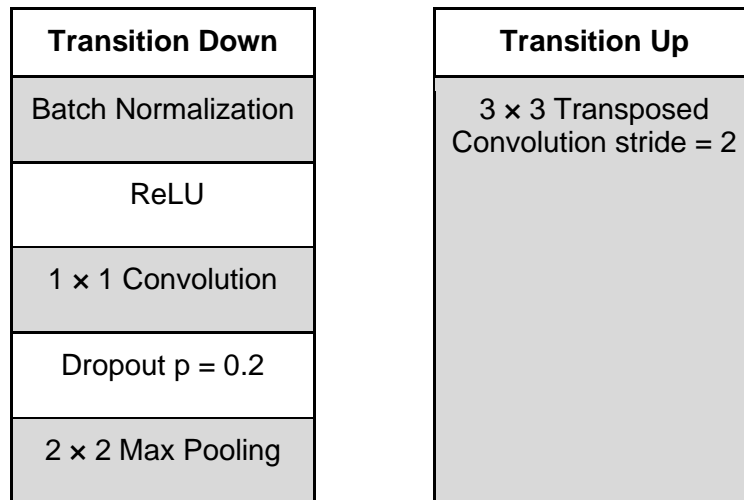 Transition Down
Batch Normalization
ReLU
1 × 1 Convolution
Dropout p = 0.2
2 × 2 Max Pooling
Transition Up
3 × 3 Transposed
Convolution stride = 2